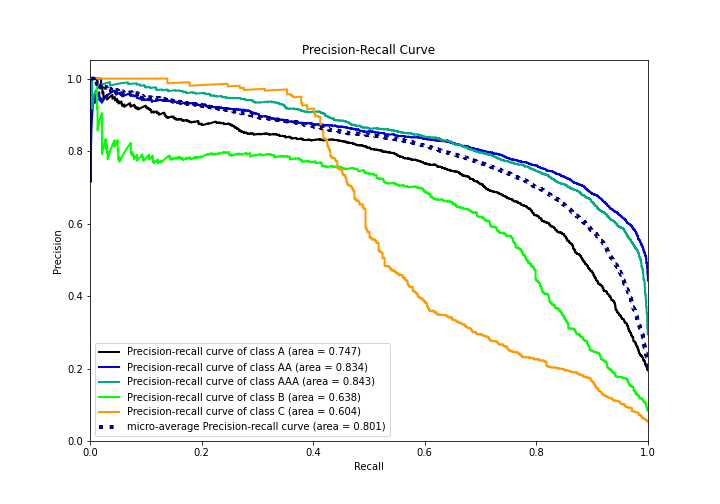 Precision-Recall Curve
1.0
0.8
0.6
0.4
0.2
0.0
Precision
Precision-recall curve of class A (area = 0.747)
Precision-recall curve of class AA (area = 0.834)
Precision-recall curve of class AAA (area = 0.843)
Precision-recall curve of class B (area = 0.638)
Precision-recall curve of class C (area = 0.604)
micro-average Precision-recall curve (area = 0.801)
0.0 0.2 0.4 0.6 0.8 1.0
Recall